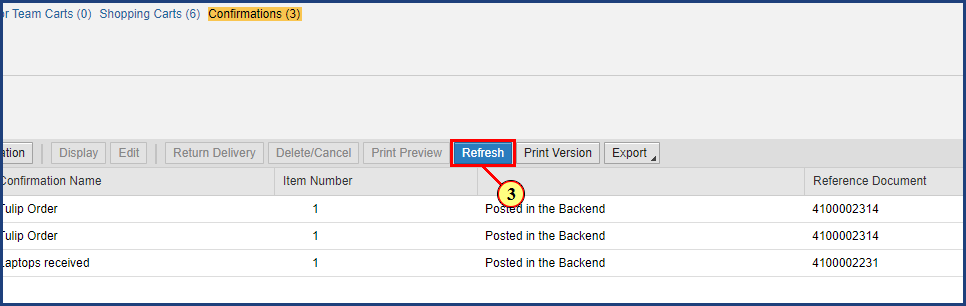 or Team Carts (0) Shopping Carts (6) Confirmations (3)
ation Display Edit Return Delivery Delete/Cancel Print Preview Refresh Print Version Export
3
Confirmation Name Item Number Reference Document
Tulip Order 1 Posted in the Backend 4100002314
Tulip Order 1 Posted in the Backend 4100002314
Laptops received 1 Posted in the Backend 4100002231